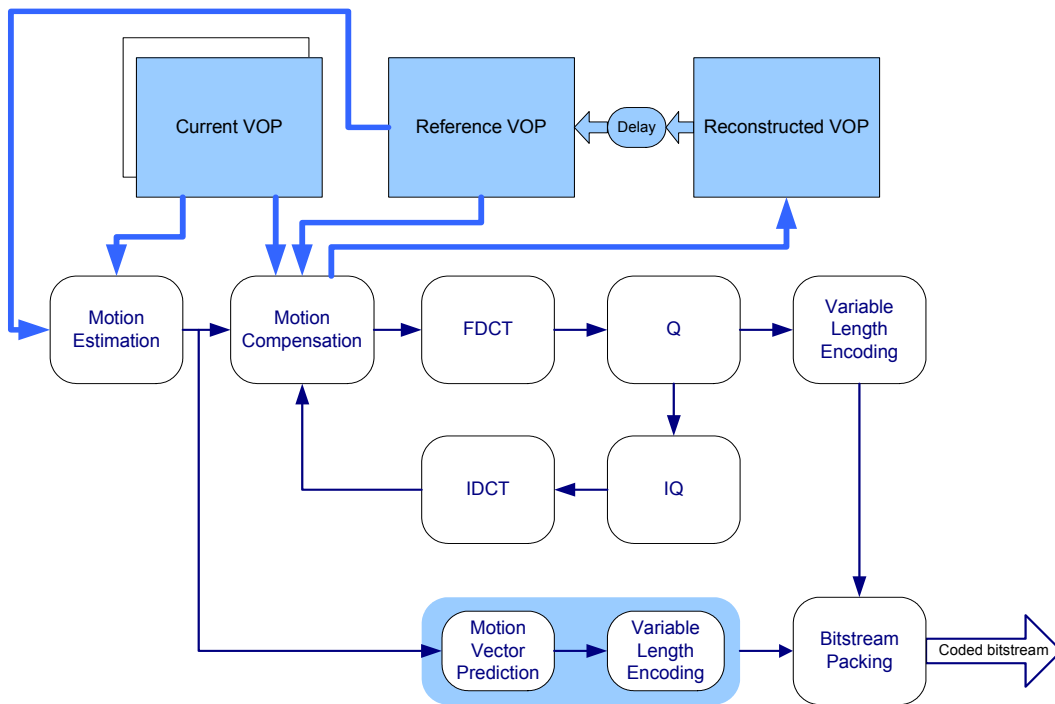 Current VOP
Reference VOP
Delay
Reconstructed VOP
Motion
Estimation
Motion
Compensation
FDCT
Q
Variable
Length
Encoding
IDCT
IQ
Motion
Vector
Prediction
Variable
Length
Encoding
Bitstream
Packing
Coded bitstream